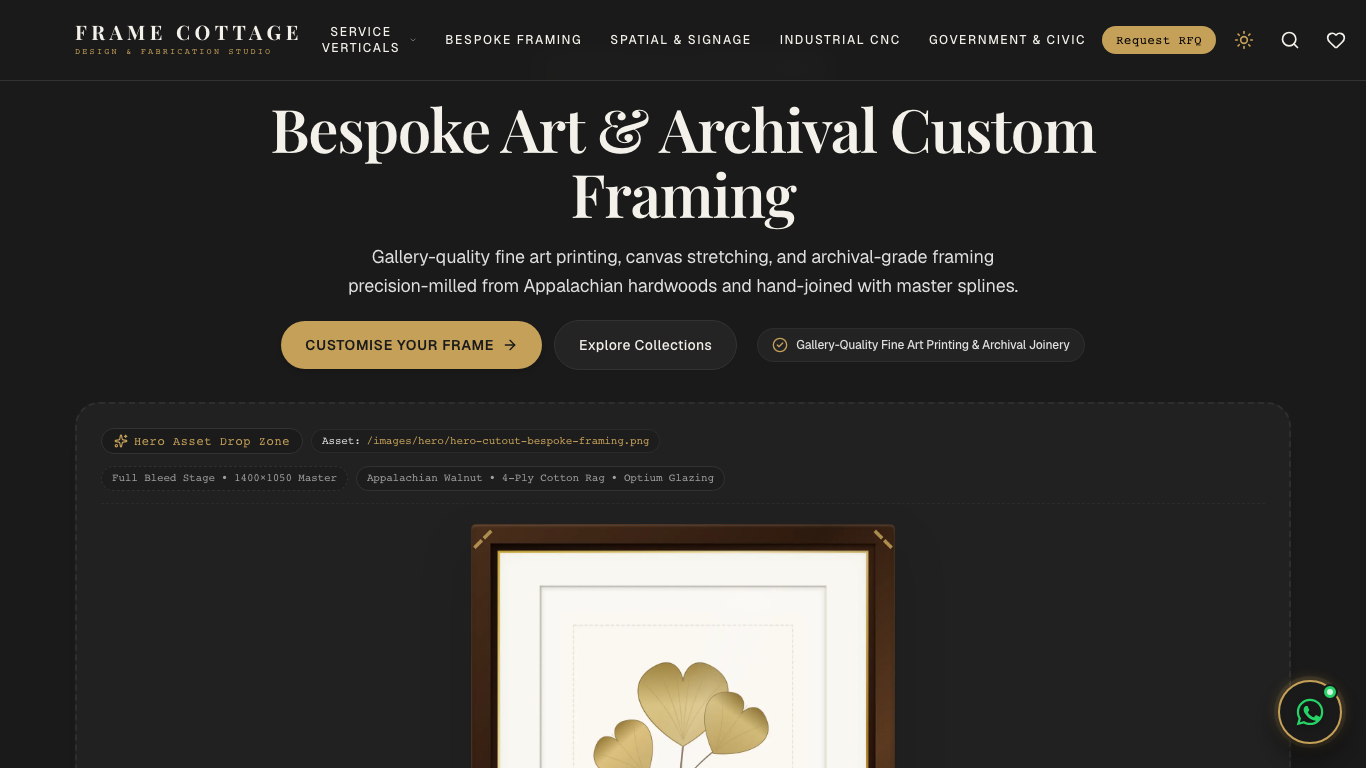 FRAME COTTAGE
DESIGN & FABRICATION STUDIO
SERVICE
VERTICALS
BESPOKE FRAMING
SPATIAL & SIGNAGE
INDUSTRIAL CNC
GOVERNMENT & CIVIC
Request RFQ
Bespoke Art & Archival Custom
Framing
Gallery-quality fine art printing, canvas stretching, and archival-grade framing
precision-milled from Appalachian hardwoods and hand-joined with master splines.
CUSTOMISE YOUR FRAME
Explore Collections
Gallery-Quality Fine Art Printing & Archival Joinery
Hero Asset Drop Zone
Asset: /images/hero/hero-cutout-bespoke-framing.png
Full Bleed Stage • 1400×1050 Master
Appalachian Walnut • 4-Ply Cotton Rag • Optium Glazing